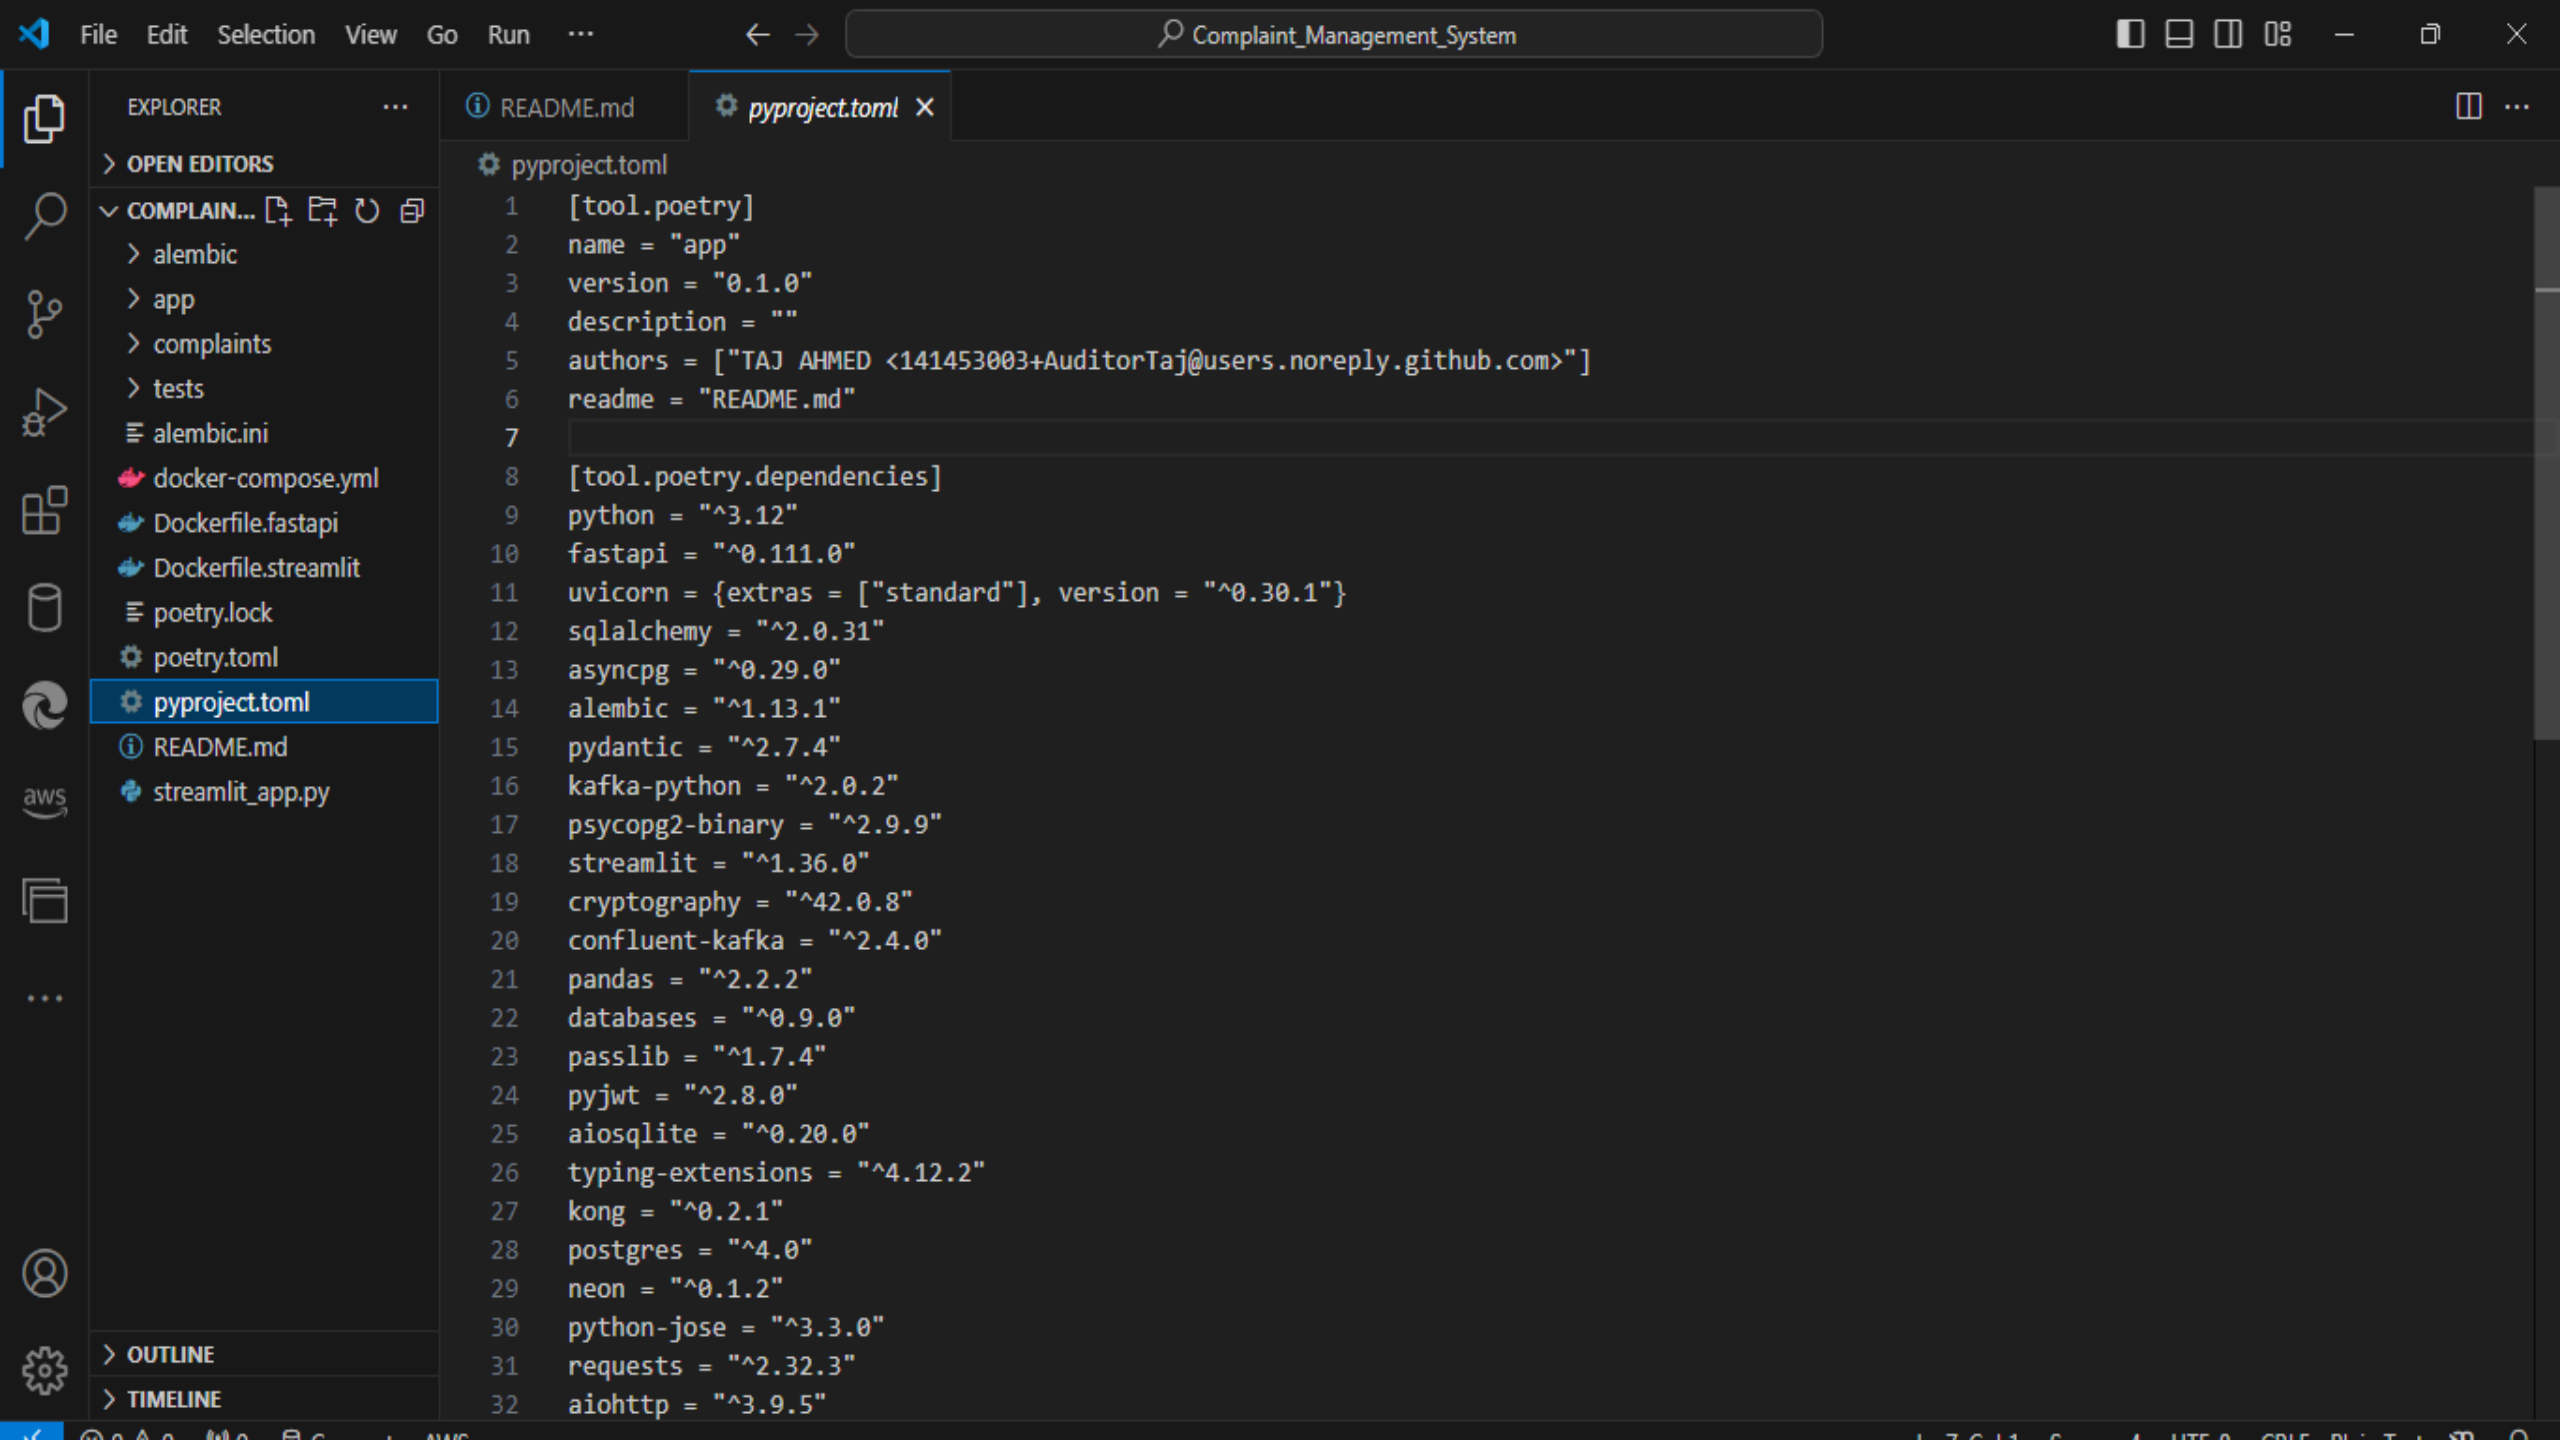 File Edit Selection View Go Run ···
Complaint_Management_System
EXPLORER ···
OPEN EDITORS
COMPLAIN...
alembic
app
complaints
tests
alembic.ini
docker-compose.yml
Dockerfile.fastapi
Dockerfile.streamlit
poetry.lock
poetry.toml
pyproject.toml
README.md
streamlit_app.py
aws
OUTLINE
TIMELINE
README.md
pyproject.toml
pyproject.toml
1 [tool.poetry]
2 name = "app"
3 version = "0.1.0"
4 description = ""
5 authors = ["TAJ AHMED <141453003+AuditorTaj@users.noreply.github.com>"]
6 readme = "README.md"
7
8 [tool.poetry.dependencies]
9 python = "^3.12"
10 fastapi = "^0.111.0"
11 uvicorn = {extras = ["standard"], version = "^0.30.1"}
12 sqlalchemy = "^2.0.31"
13 asyncpg = "^0.29.0"
14 alembic = "^1.13.1"
15 pydantic = "^2.7.4"
16 kafka-python = "^2.0.2"
17 psycopg2-binary = "^2.9.9"
18 streamlit = "^1.36.0"
19 cryptography = "^42.0.8"
20 confluent-kafka = "^2.4.0"
21 pandas = "^2.2.2"
22 databases = "^0.9.0"
23 passlib = "^1.7.4"
24 pyjwt = "^2.8.0"
25 aiosqlite = "^0.20.0"
26 typing-extensions = "^4.12.2"
27 kong = "^0.2.1"
28 postgres = "^4.0"
29 neon = "^0.1.2"
30 python-jose = "^3.3.0"
31 requests = "^2.32.3"
32 aiohttp = "^3.9.5"